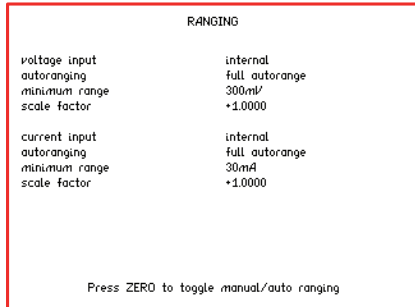 RANGING
voltage input internal
autoranging full autorange
minimum range 300mV
scale factor +1.0000
current input internal
autoranging full autorange
minimum range 30mA
scale factor +1.0000
Press ZERO to toggle manual/auto ranging